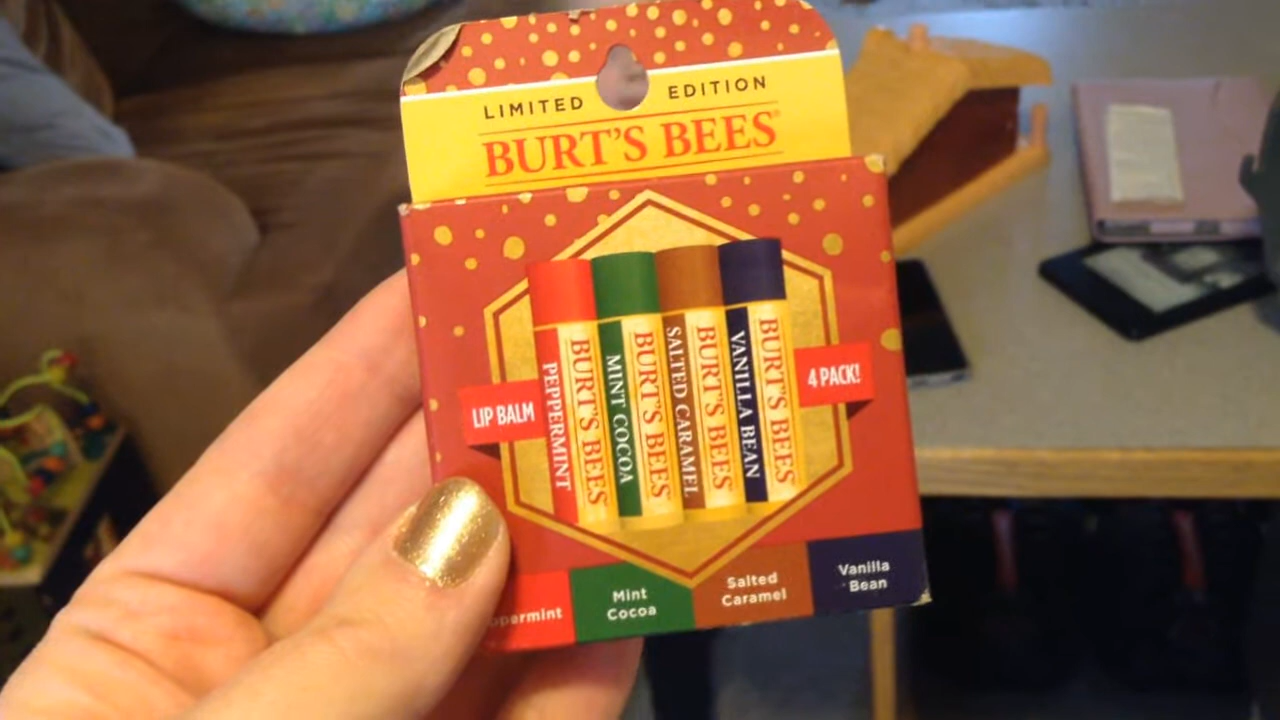 LIMITED EDITION
BURT'S BEES
LIP BALM
4 PACK!
PEPPERMINT
BURT'S BEES
MINT COCOA
BURT'S BEES
SALTED CARAMEL
BURT'S BEES
VANILLA BEAN
BURT'S BEES
permint
Mint
Cocoa
Salted
Caramel
Vanilla
Bean